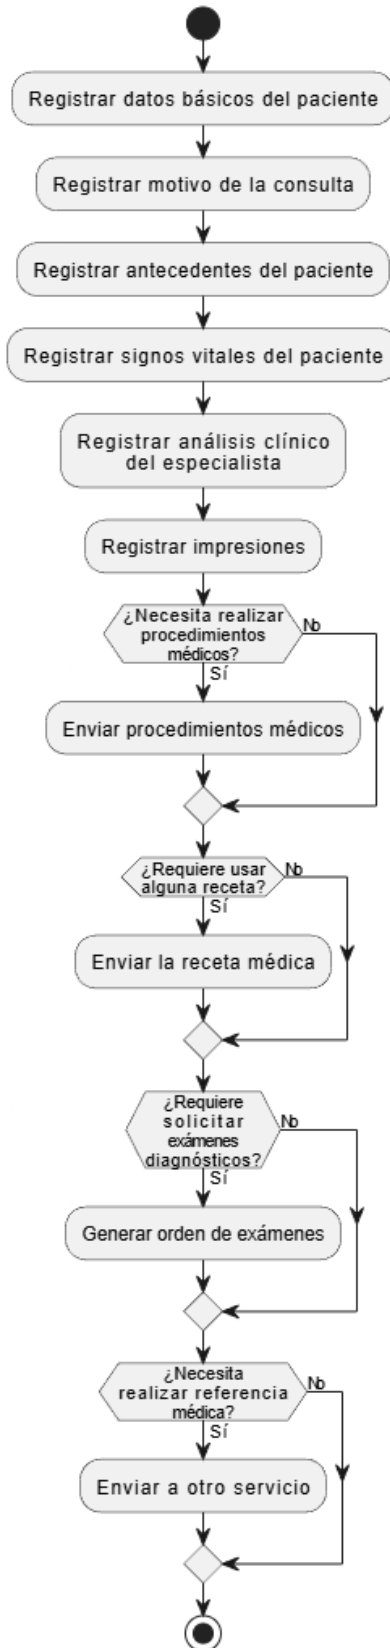 Registrar datos básicos del paciente
Registrar motivo de la consulta
Registrar antecedentes del paciente
Registrar signos vitales del paciente
Registrar análisis clínico
del especialista
Registrar impresiones
¿Necesita realizar
procedimientos
médicos?
No
Sí
Enviar procedimientos médicos
¿Requiere usar
alguna receta?
No
Sí
Enviar la receta médica
¿Requiere
solicitar
exámenes
diagnósticos?
No
Sí
Generar orden de exámenes
¿Necesita
realizar referencia
médica?
No
Sí
Enviar a otro servicio